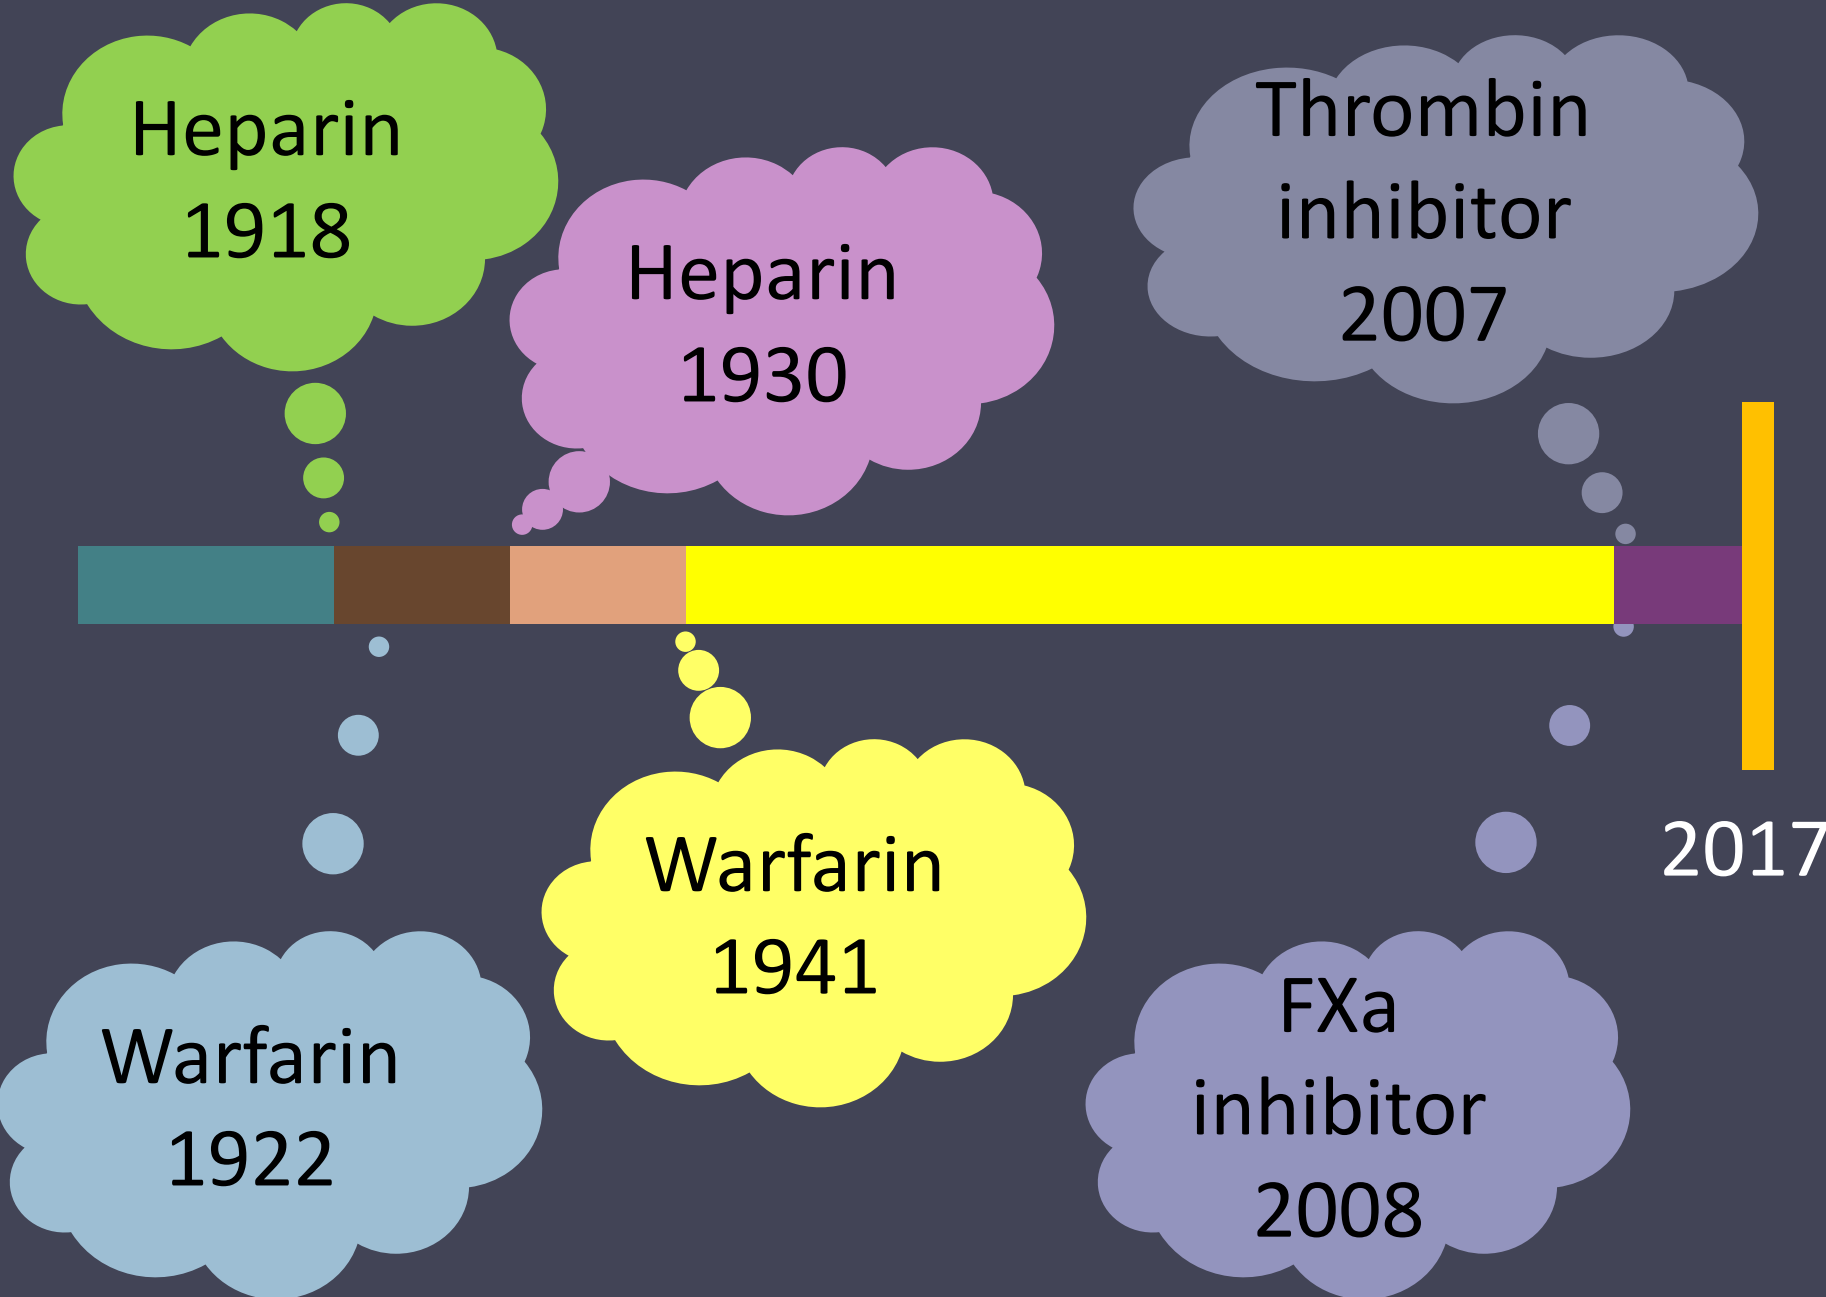 Heparin
1918
Heparin
1930
Thrombin
inhibitor
2007
2017
Warfarin
1922
Warfarin
1941
FXa
inhibitor
2008